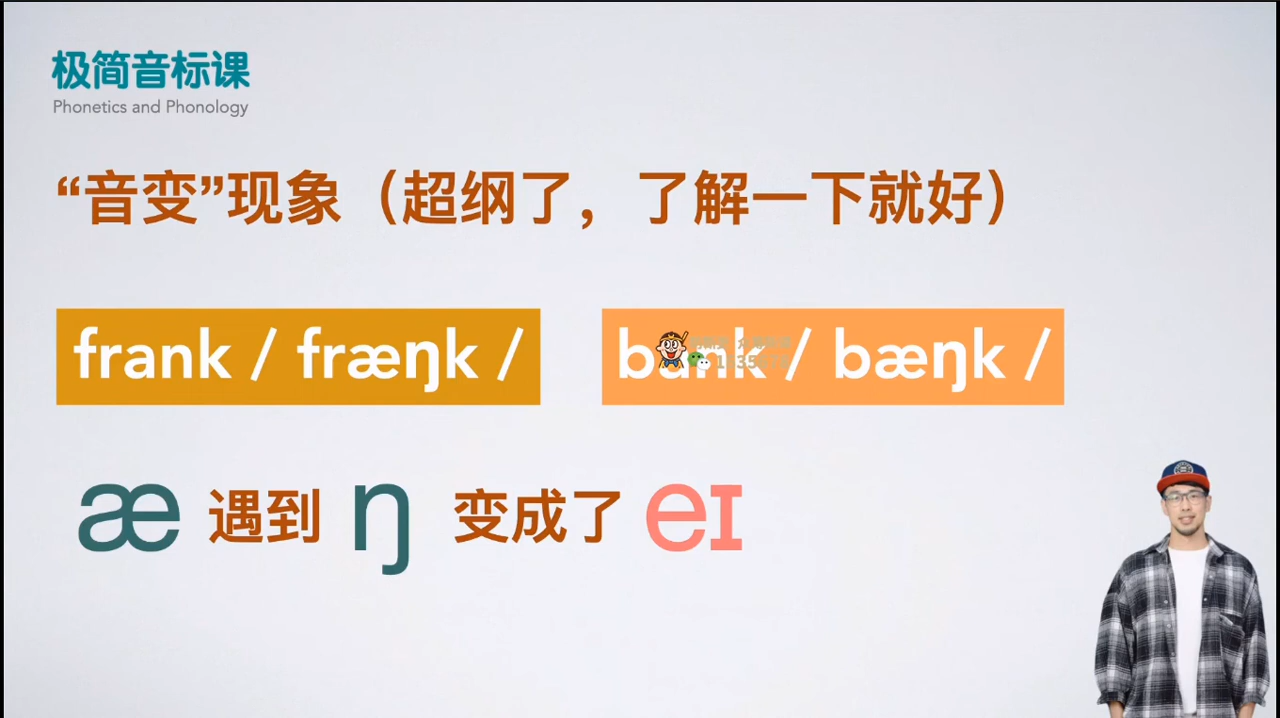 极简音标课
Phonetics and Phonology
“音变”现象（超纲了，了解一下就好）
frank / fræŋk /
bank / bæŋk /
æ 遇到 ŋ 变成了 eɪ